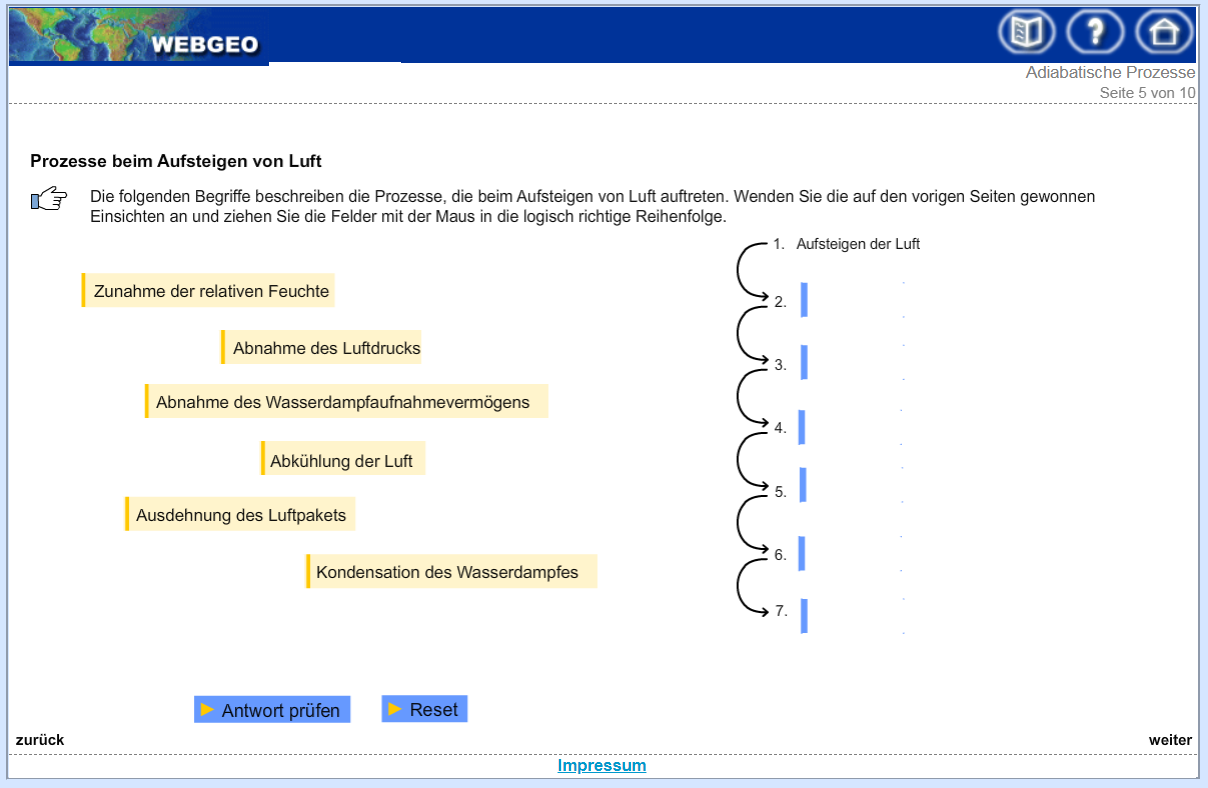 WEBGEO
?
Adiabatische Prozesse
Seite 5 von 10
Prozesse beim Aufsteigen von Luft
Die folgenden Begriffe beschreiben die Prozesse, die beim Aufsteigen von Luft auftreten. Wenden Sie die auf den vorigen Seiten gewonnen
Einsichten an und ziehen Sie die Felder mit der Maus in die logisch richtige Reihenfolge.
1. Aufsteigen der Luft
Zunahme der relativen Feuchte
2.
Abnahme des Luftdrucks
3.
Abnahme des Wasserdampfaufnahmevermögens
4.
Abkühlung der Luft
5.
Ausdehnung des Luftpakets
6.
Kondensation des Wasserdampfes
7.
Antwort prüfen
Reset
zurück
weiter
Impressum